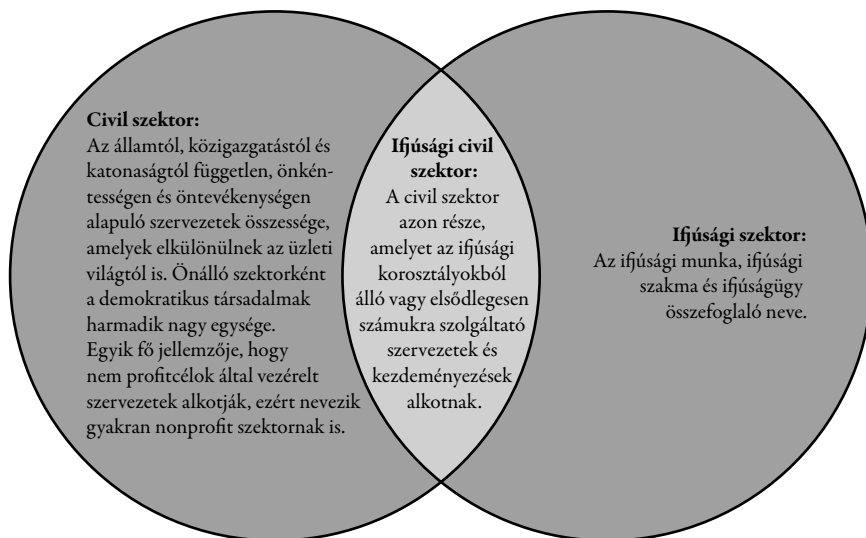 Civil szektor:
Az államtól, közigazgatástól és
katonaságtól független, önkén-
tességen és öntevékenységen
alapuló szervezetek összessége,
amelyek elkülönülnek az üzleti
világtól is. Önálló szektorként
a demokratikus társadalmak
harmadik nagy egysége.
Egyik fő jellemzője, hogy
nem profitcélok által vezérelt
szervezetek alkotják, ezért nevezik
gyakran nonprofit szektornak is.
Ifjúsági civil
szektor:
A civil szektor
azon része,
amelyet az ifjúsági
korosztályokból
álló vagy elsődlegesen
számukra szolgáltató
szervezetek és
kezdeményezések
alkotnak.
Ifjúsági szektor:
Az ifjúsági munka, ifjúsági
szakma és ifjúságügy
összefoglaló neve.